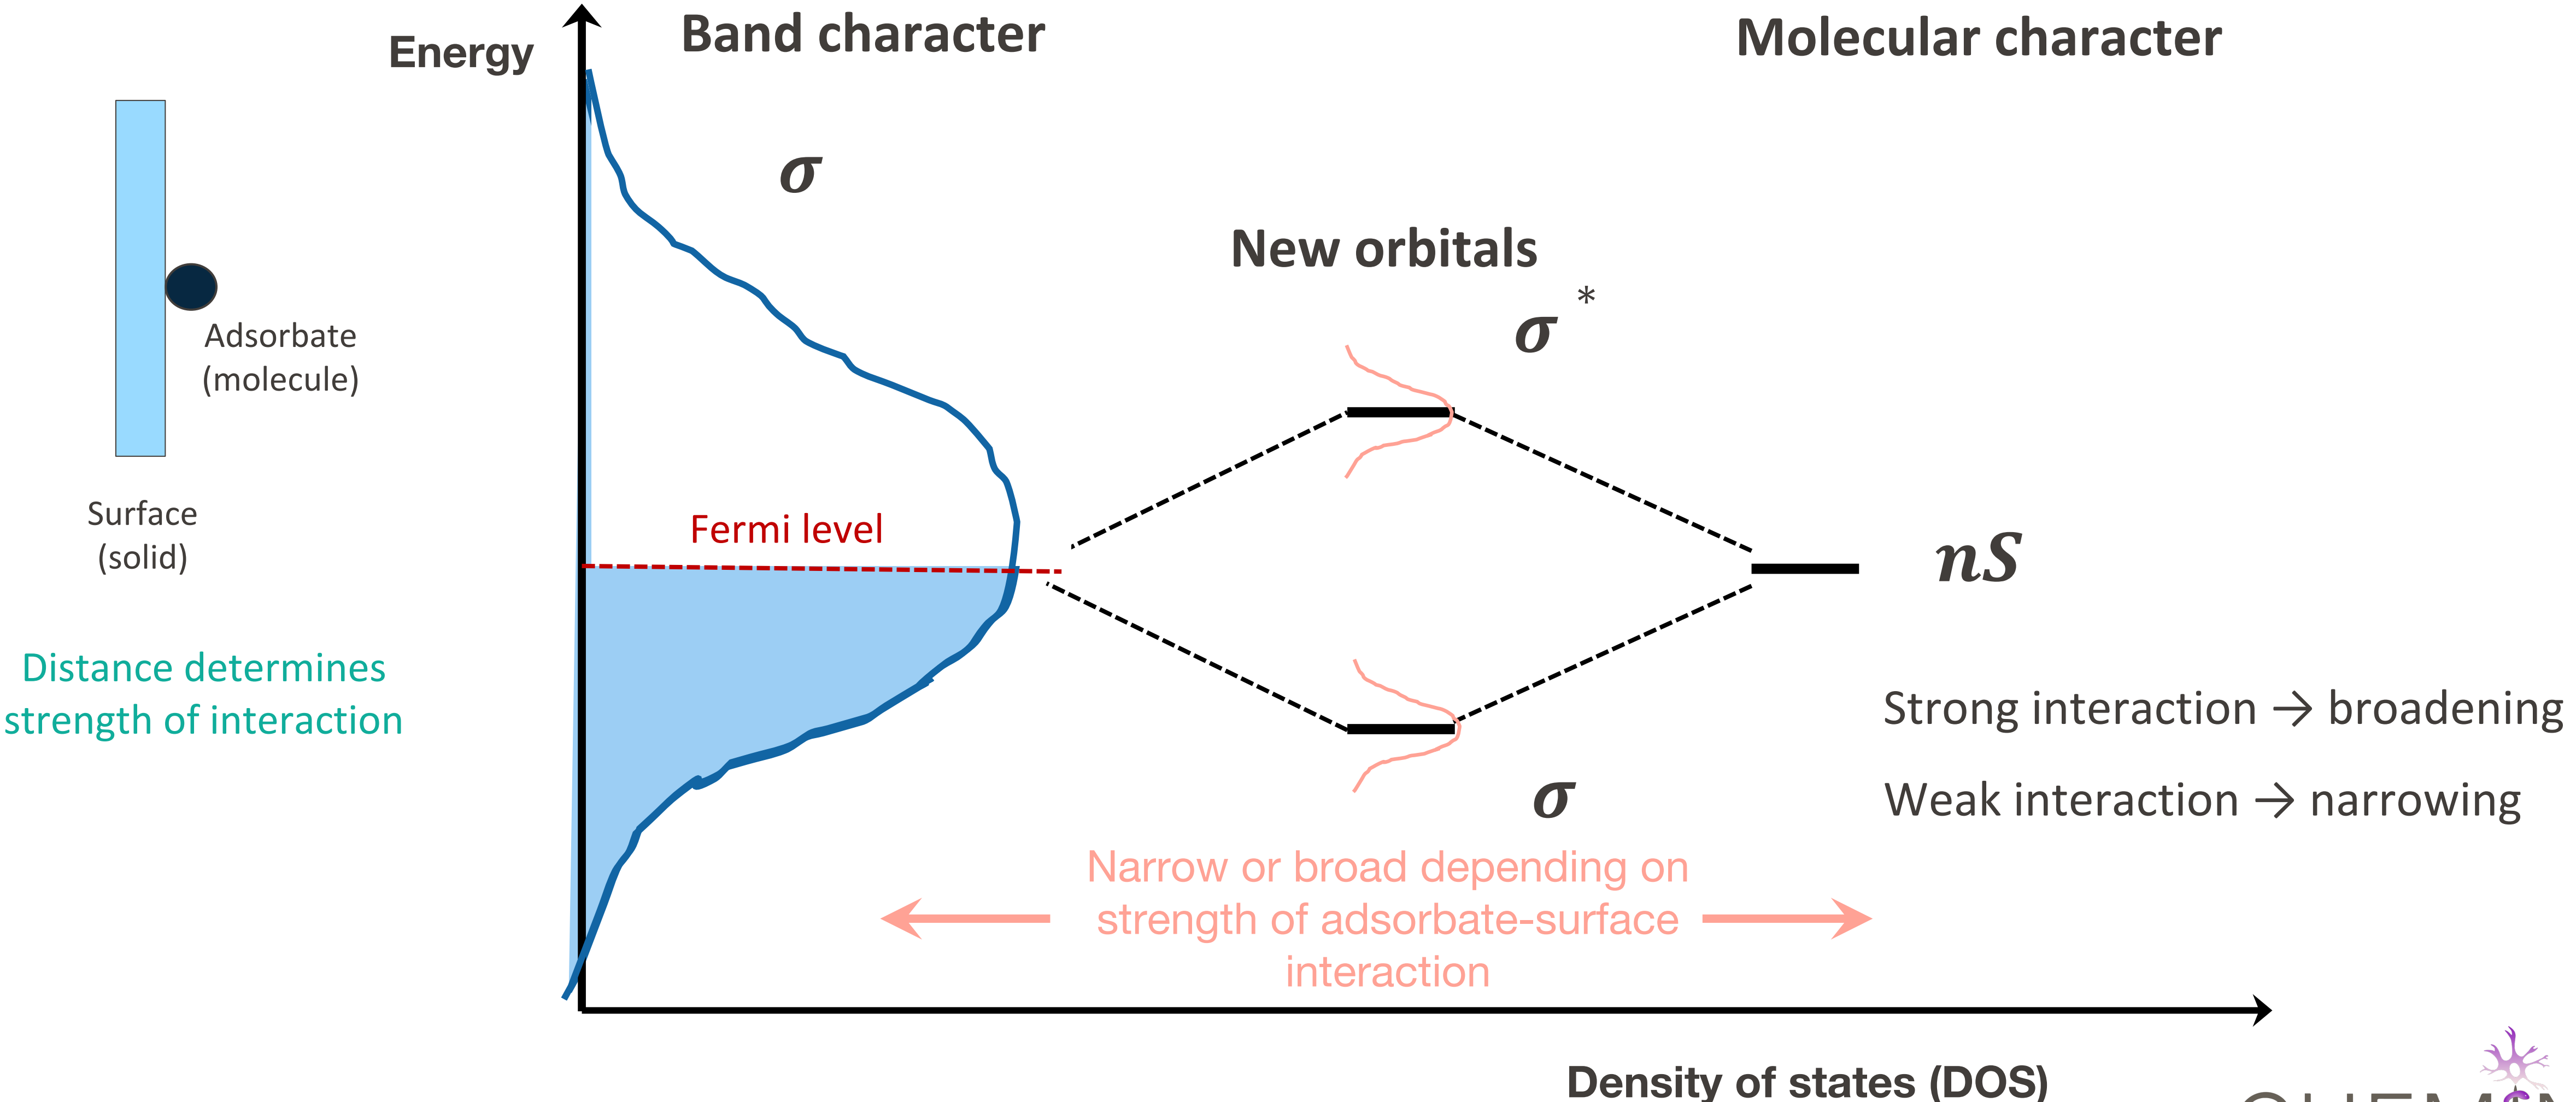 Energy
Band character
Molecular character
σ
New orbitals
σ*
Adsorbate
(molecule)
Surface
(solid)
Fermi level
nS
Distance determines
strength of interaction
Strong interaction → broadening
Weak interaction → narrowing
σ
Narrow or broad depending on
strength of adsorbate-surface
interaction
Density of states (DOS)